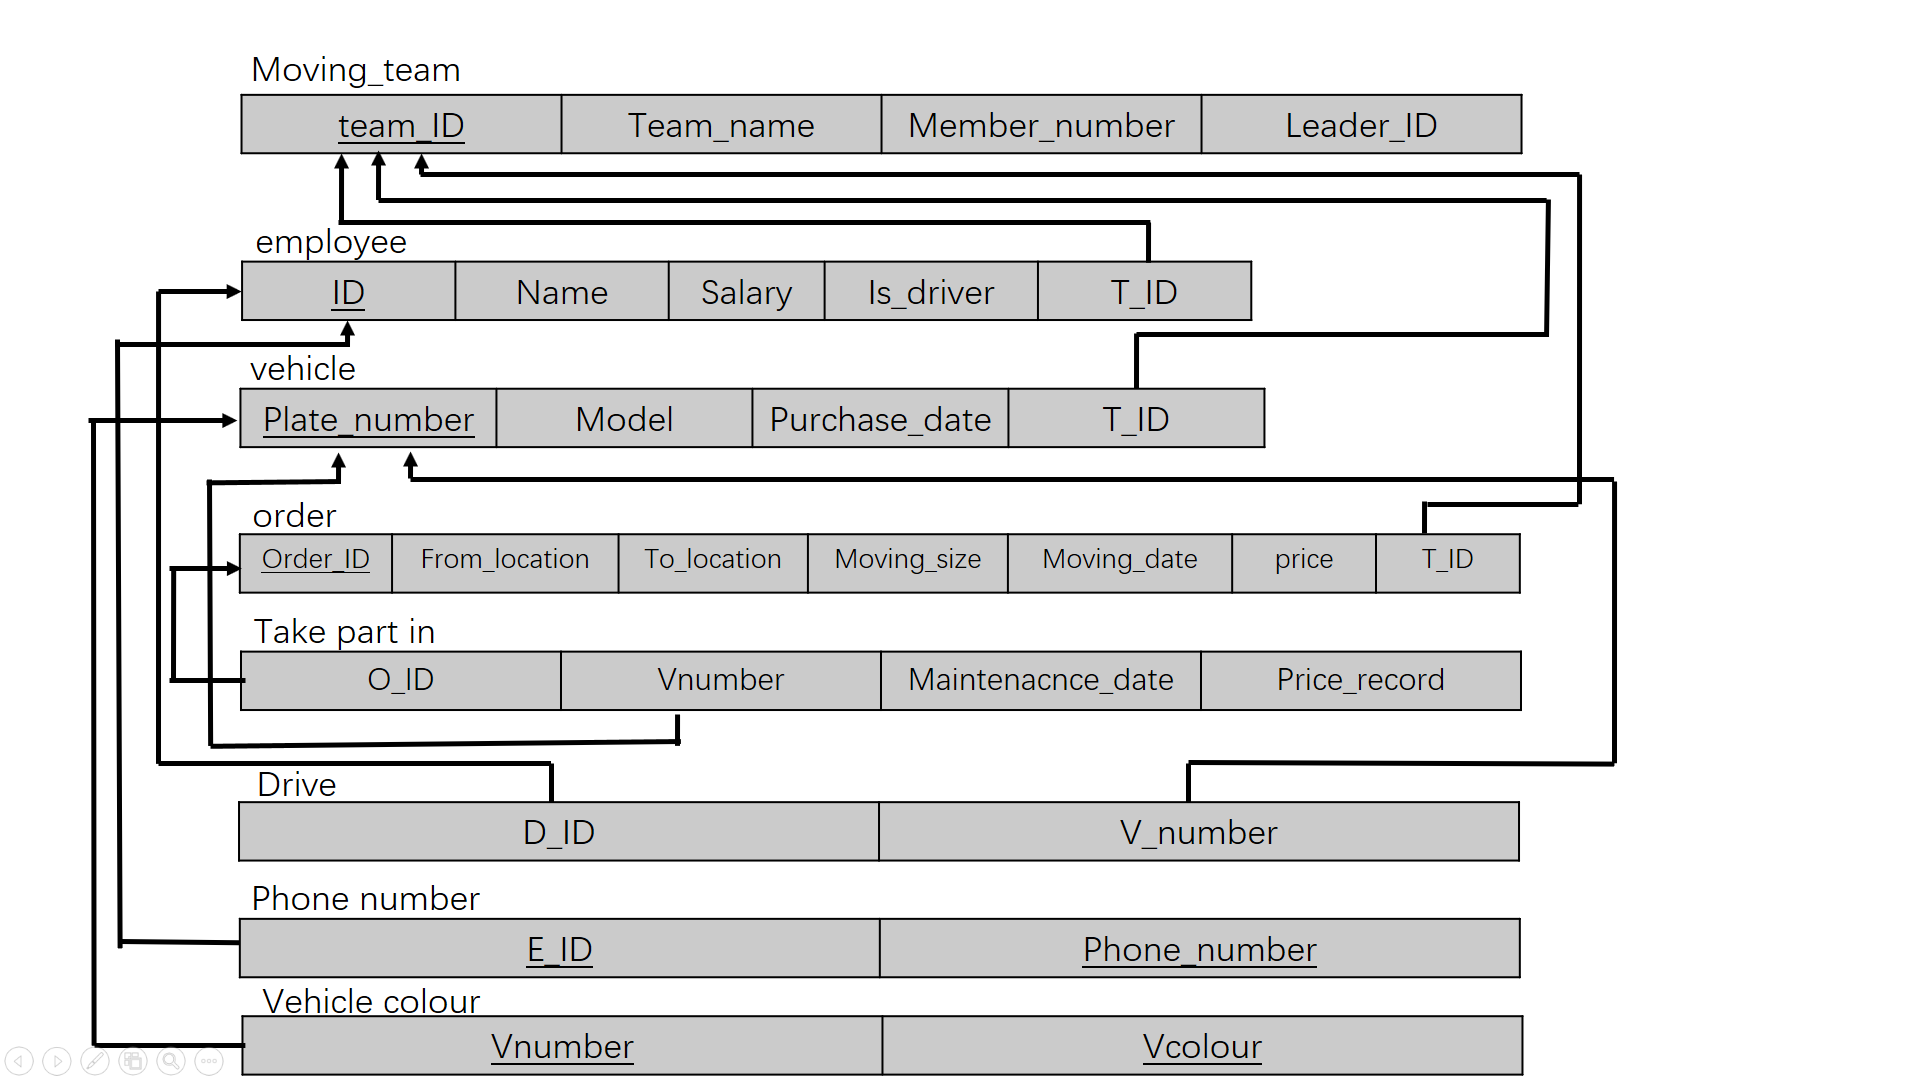 Moving_team
team_ID Team_name Member_number Leader_ID
employee
ID Name Salary Is_driver T_ID
vehicle
Plate_number Model Purchase_date T_ID
order
Order_ID From_location To_location Moving_size Moving_date price T_ID
Take part in
O_ID Vnumber Maintenacnce_date Price_record
Drive
D_ID V_number
Phone number
E_ID Phone_number
Vehicle colour
Vnumber Vcolour